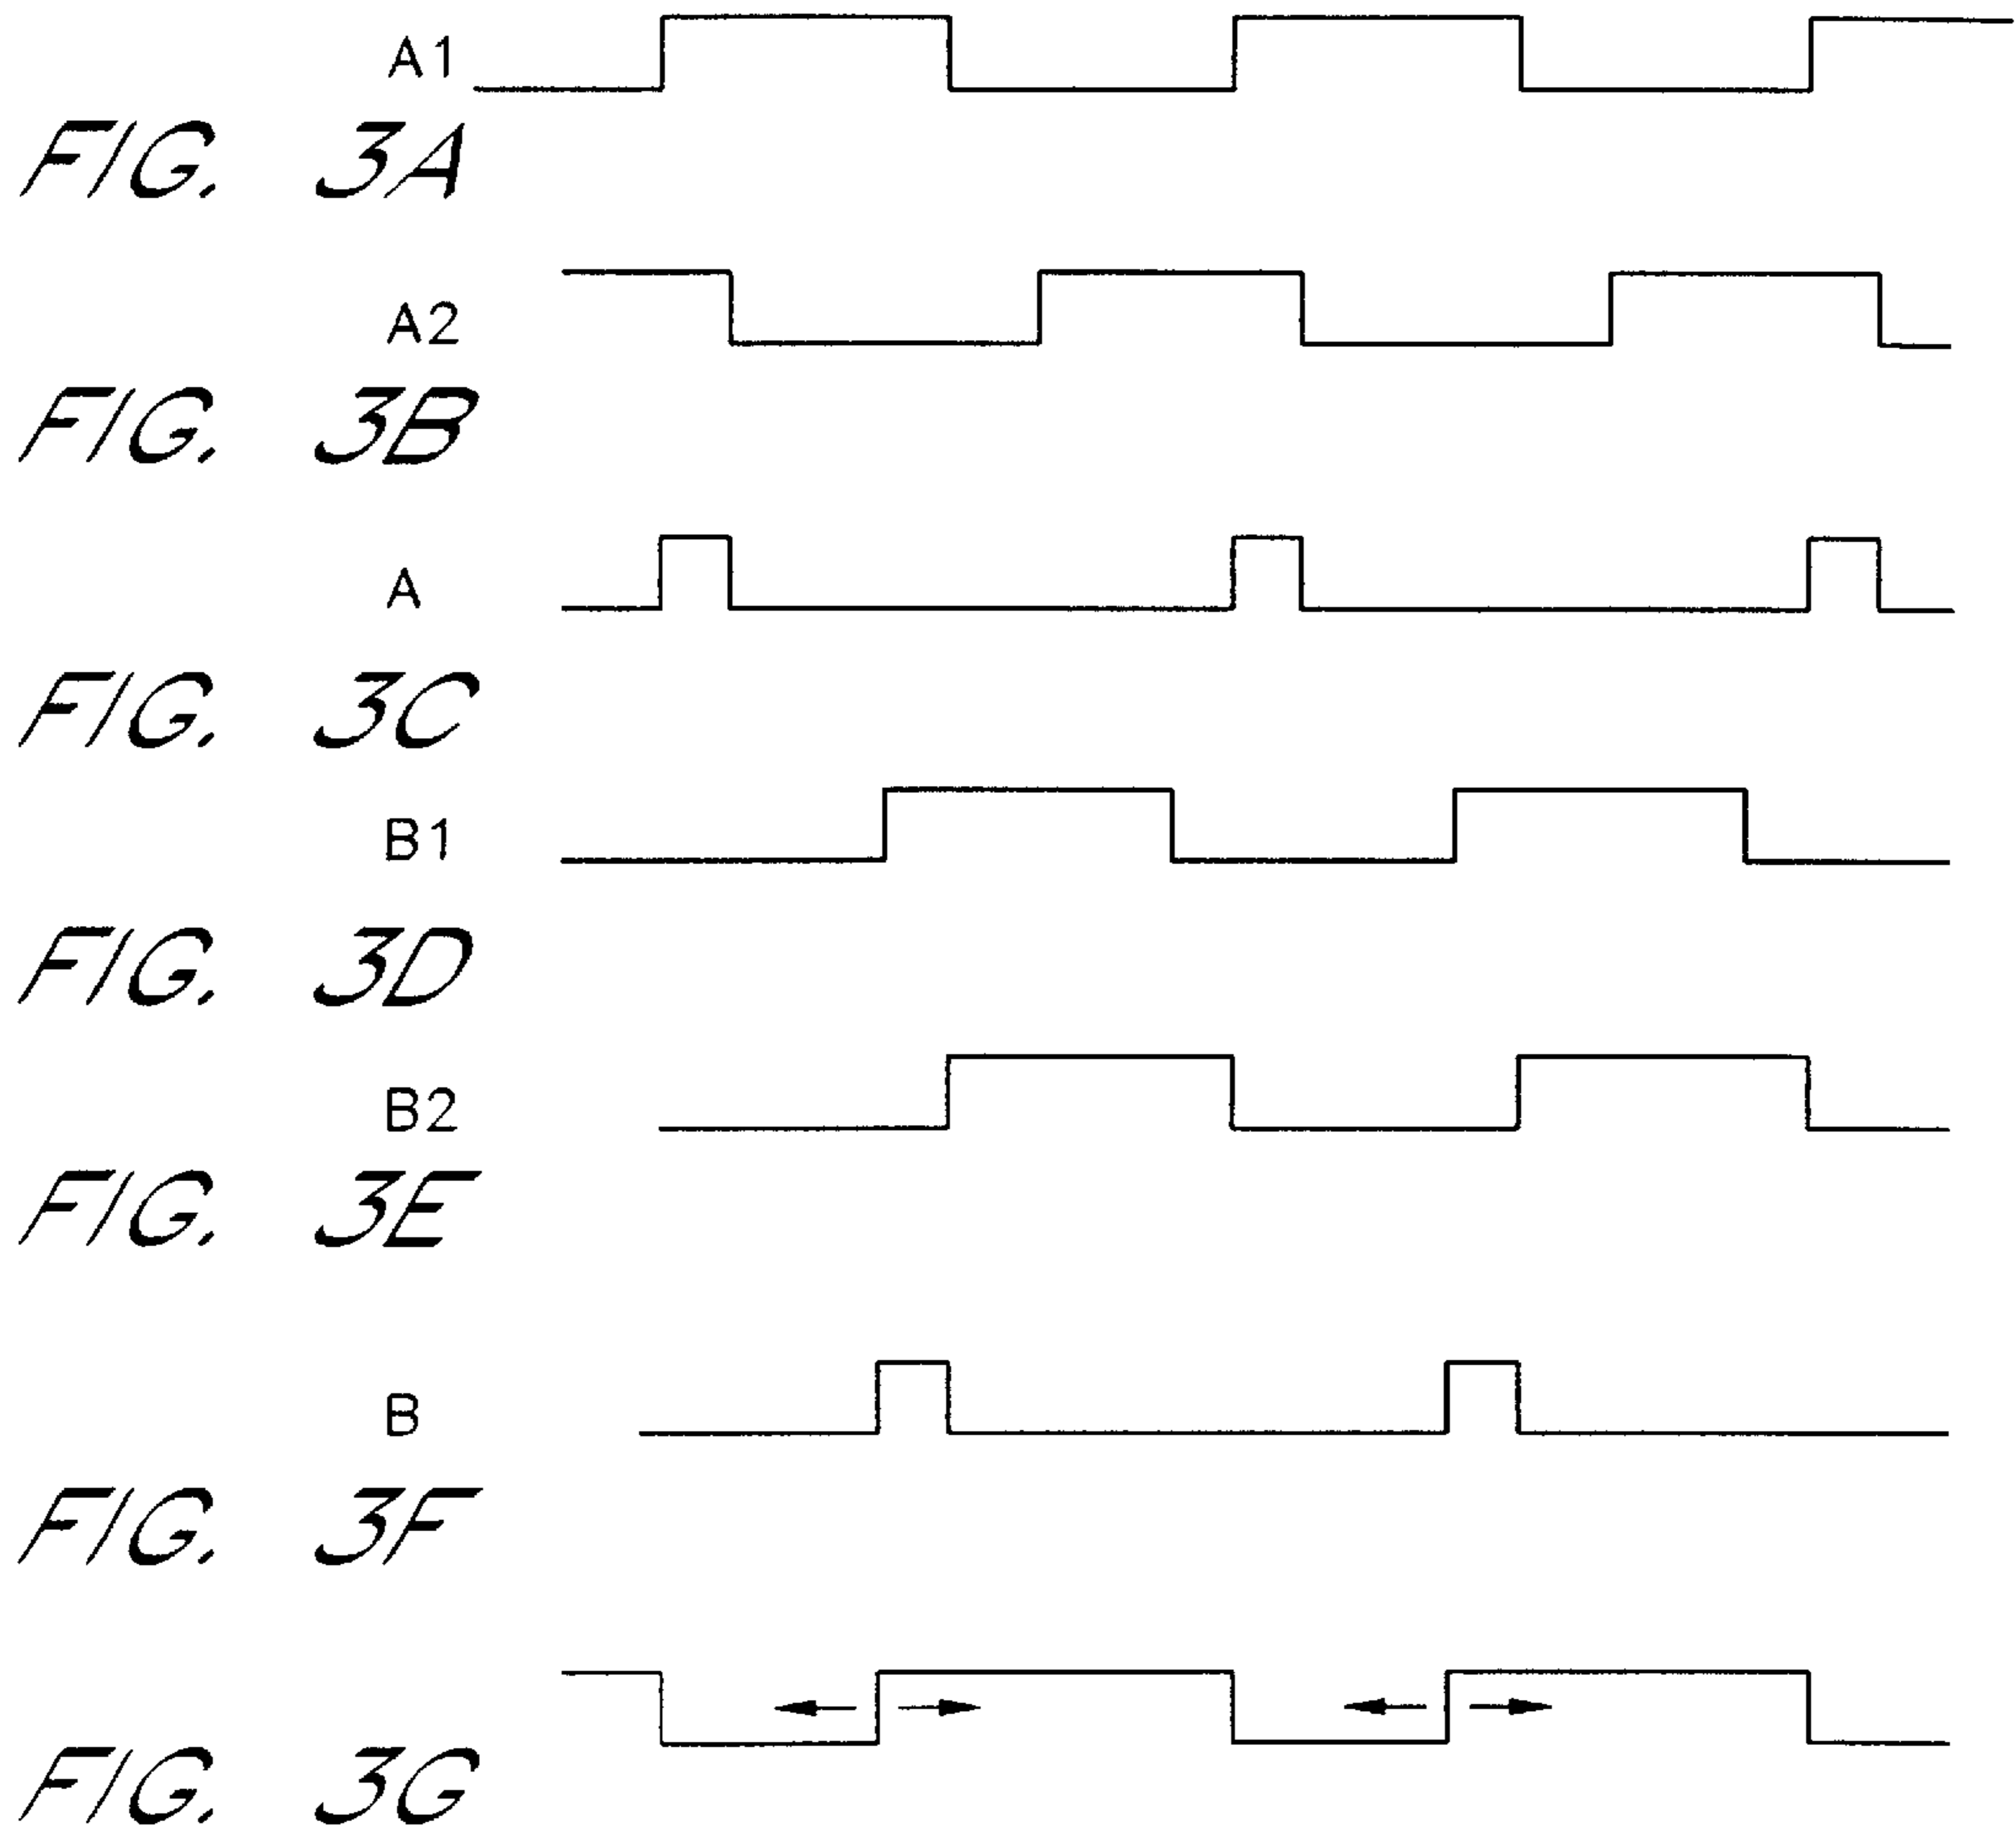 A1
FIG. 3A
A2
FIG. 3B
A
FIG. 3C
B1
FIG. 3D
B2
FIG. 3E
B
FIG. 3F
FIG. 3G